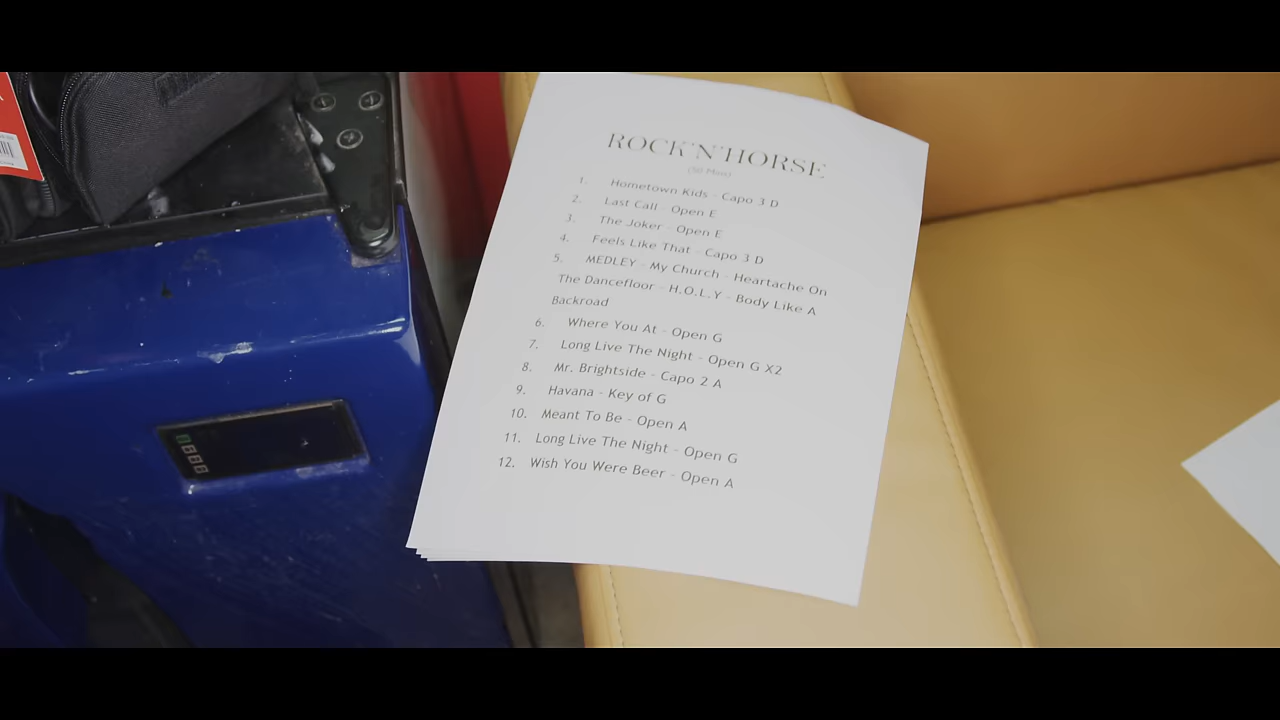 ROCK'N'HORSE
(50 Mins)
1. Hometown Kids - Capo 3 D
2. Last Call - Open E
3. The Joker - Open E
4. Feels Like That - Capo 3 D
5. MEDLEY - My Church - Heartache On
The Dancefloor - H.O.L.Y - Body Like A
Backroad
6. Where You At - Open G
7. Long Live The Night - Open G X2
8. Mr. Brightside - Capo 2 A
9. Havana - Key of G
10. Meant To Be - Open A
11. Long Live The Night - Open G
12. Wish You Were Beer - Open A